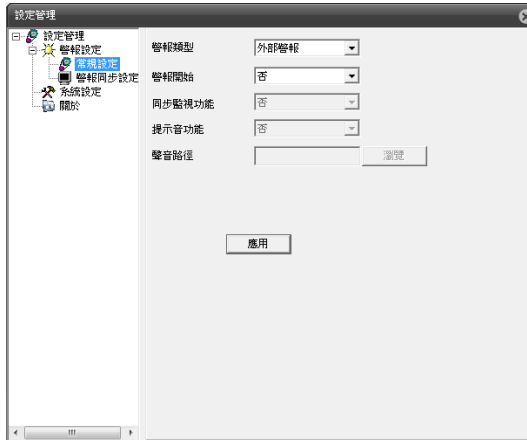 設定管理
設定管理
警報設定
常規設定
警報同步設定
系統設定
關於
警報類型 外部警報
警報開始 否
同步監視功能 否
提示音功能 否
聲音路徑 瀏覽
應用